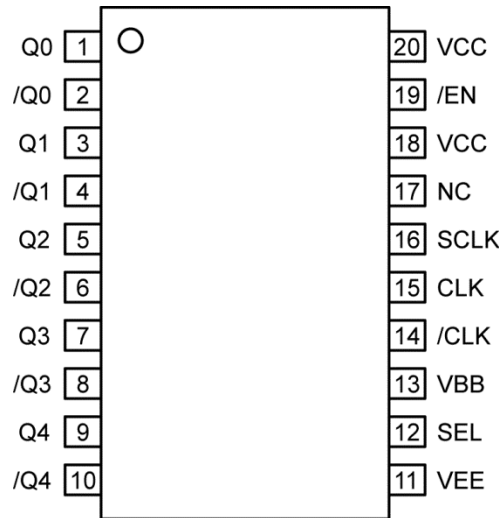 Q0 1 20 VCC
/Q0 2 19 /EN
Q1 3 18 VCC
/Q1 4 17 NC
Q2 5 16 SCLK
/Q2 6 15 CLK
Q3 7 14 /CLK
/Q3 8 13 VBB
Q4 9 12 SEL
/Q4 10 11 VEE